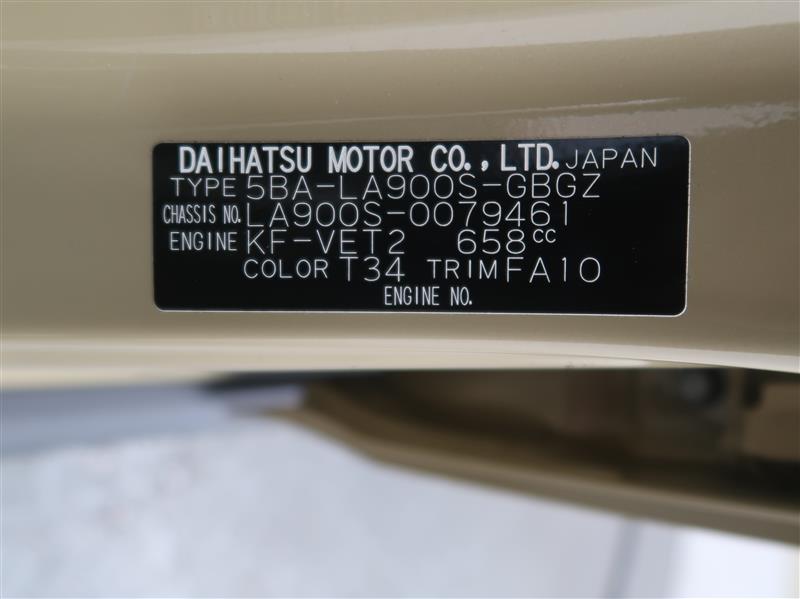 DAIHATSU MOTOR CO., LTD. JAPAN
TYPE 5BA-LA900S-GBGZ
CHASSIS NO. LA900S-0079461
ENGINE KF-VET2 658cc
COLOR T34 TRIM FA10
ENGINE NO.